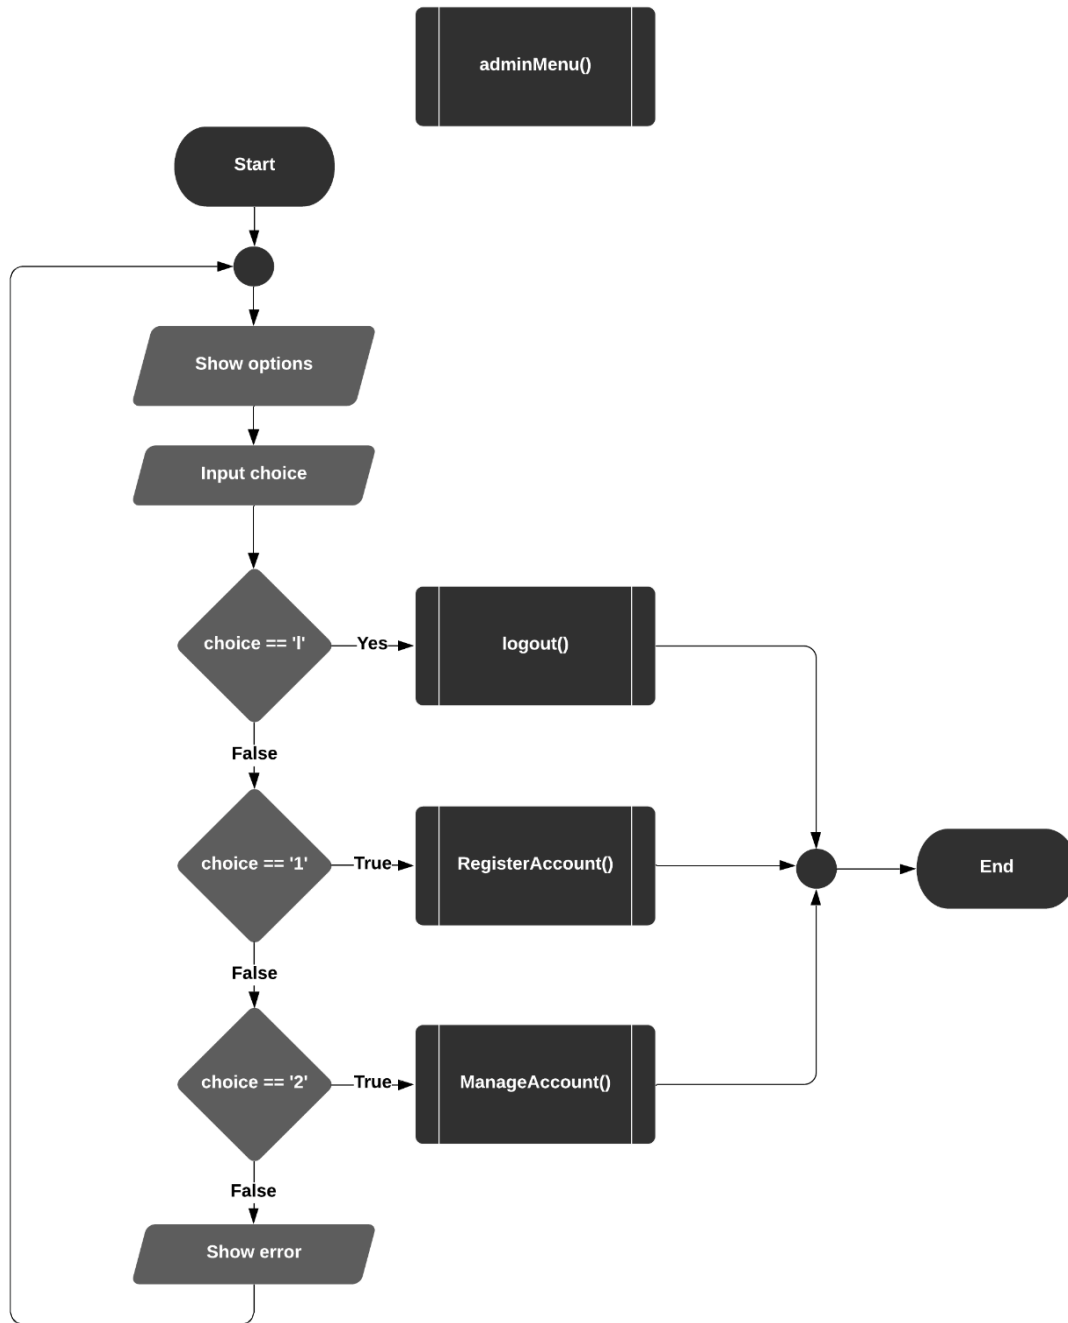 adminMenu()
Start
Show options
Input choice
choice == 'l'
Yes
logout()
False
choice == '1'
True
RegisterAccount()
End
False
choice == '2'
True
ManageAccount()
False
Show error